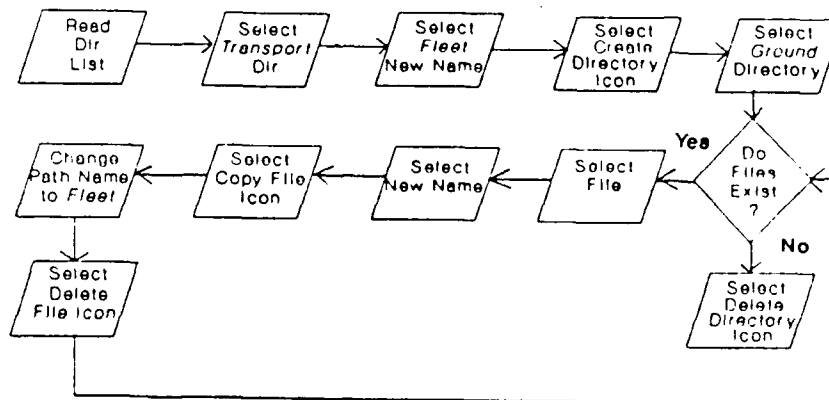 Read
Dir
List
Select
Transport
Dir
Select
Fleet
New Name
Select
Create
Directory
Icon
Select
Ground
Directory
Yes
Do
Files
Exist
?
No
Select
File
Select
New Name
Select
Copy File
Icon
Change
Path Name
to Fleet
Select
Delete
File Icon
Select
Delete
Directory
Icon